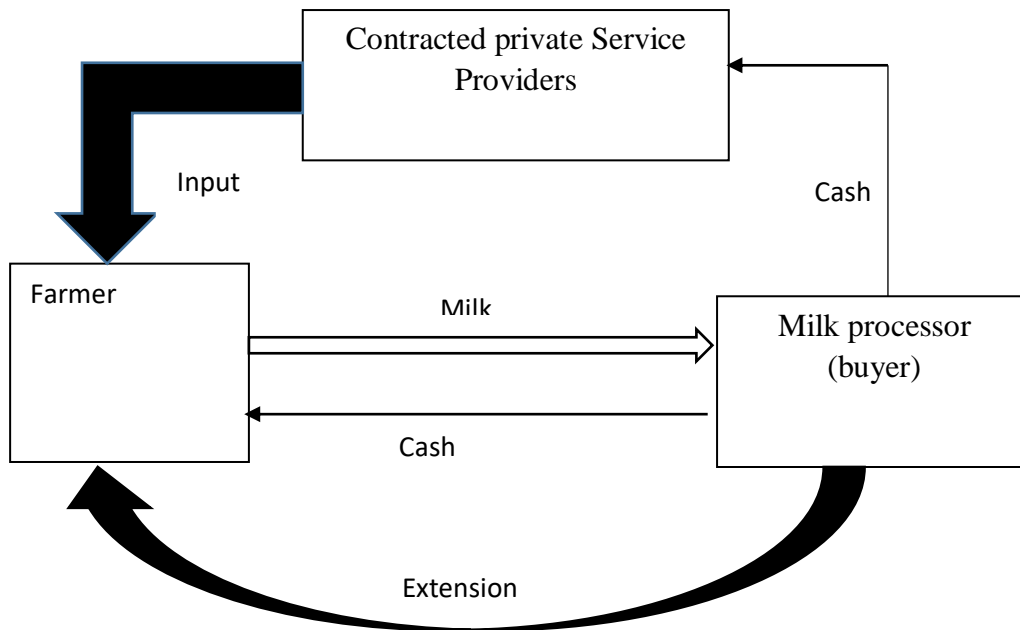 Contracted private Service
Providers
Input
Cash
Farmer
Milk
Milk processor
(buyer)
Cash
Extension